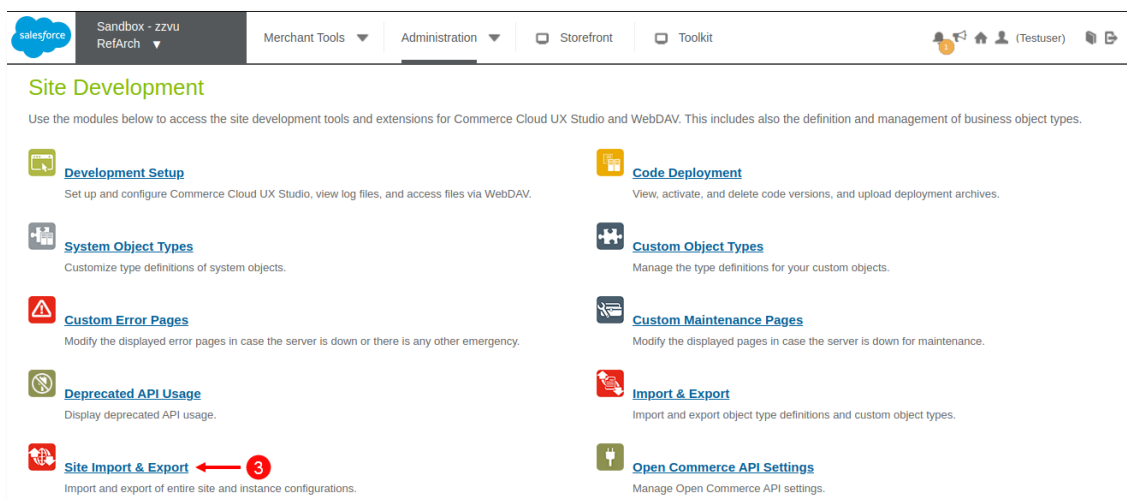 salesforce
Sandbox - zzvu
RefArch
Merchant Tools
Administration
Storefront
Toolkit
1
(Testuser)
Site Development
Use the modules below to access the site development tools and extensions for Commerce Cloud UX Studio and WebDAV. This includes also the definition and management of business object types.
Development Setup
Set up and configure Commerce Cloud UX Studio, view log files, and access files via WebDAV.
Code Deployment
View, activate, and delete code versions, and upload deployment archives.
System Object Types
Customize type definitions of system objects.
Custom Object Types
Manage the type definitions for your custom objects.
Custom Error Pages
Modify the displayed error pages in case the server is down or there is any other emergency.
Custom Maintenance Pages
Modify the displayed pages in case the server is down for maintenance.
Deprecated API Usage
Display deprecated API usage.
Import & Export
Import and export object type definitions and custom object types.
Site Import & Export
3
Import and export of entire site and instance configurations.
Open Commerce API Settings
Manage Open Commerce API settings.